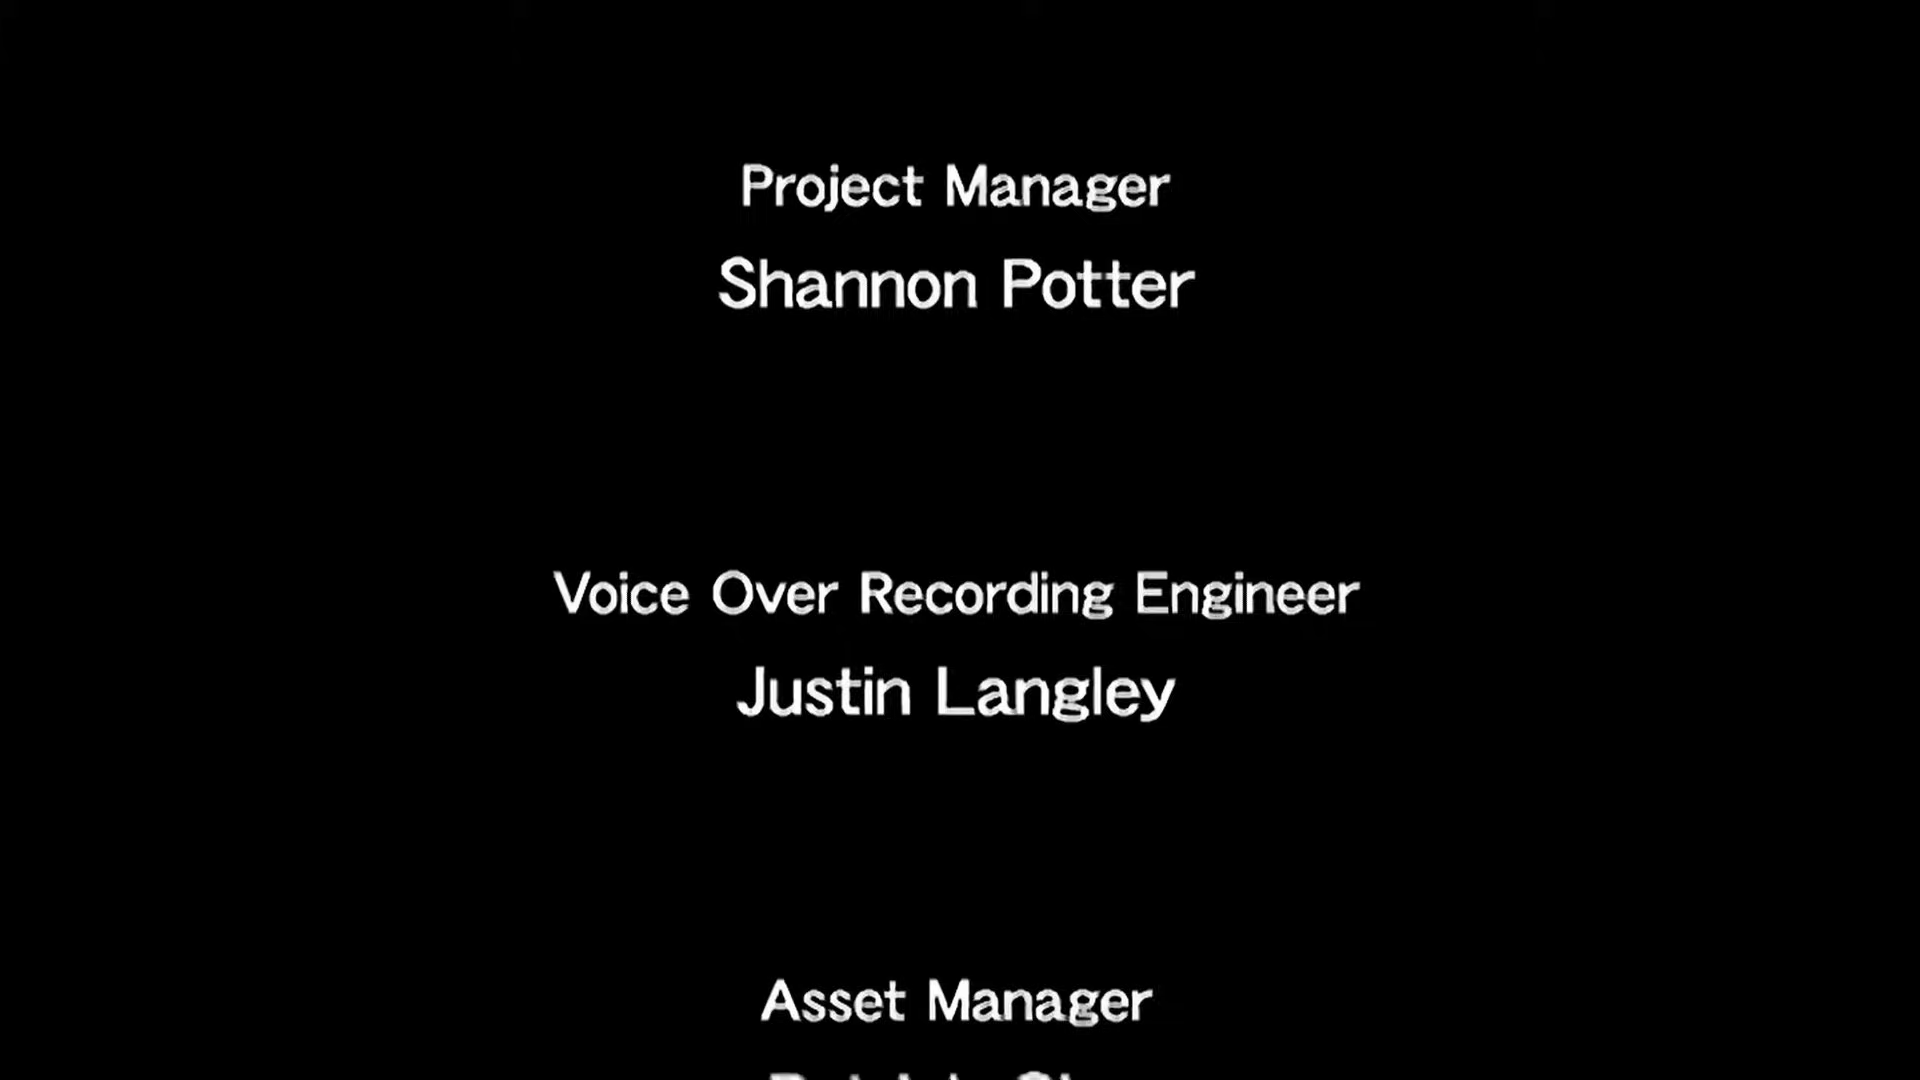 Project Manager
Shannon Potter
Voice Over Recording Engineer
Justin Langley
Asset Manager